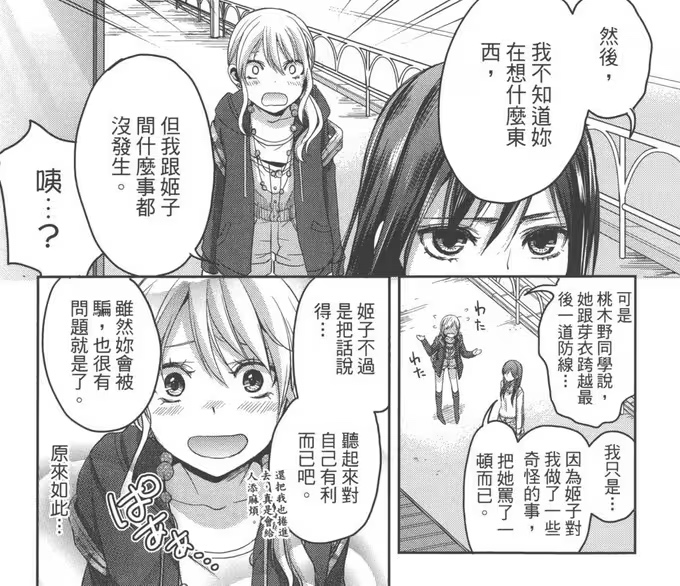 然後，
我不知道妳
在想什麼東
西，
但我跟姬子
間什麼事都
沒發生。
咦…？
可是
桃木野同學說，
她跟芽衣跨越最
後一道防線…
わた
わた
我只是…
因為姬子對
我做了一些
奇怪的事，
把她罵了一
頓而已。
姬子不過
是把話說
得…
聽起來對
自己有利
而已吧。
還把我也捲進
去，真是會給
人添麻煩。
雖然妳會被
騙，也很有
問題就是了。
原來如此…